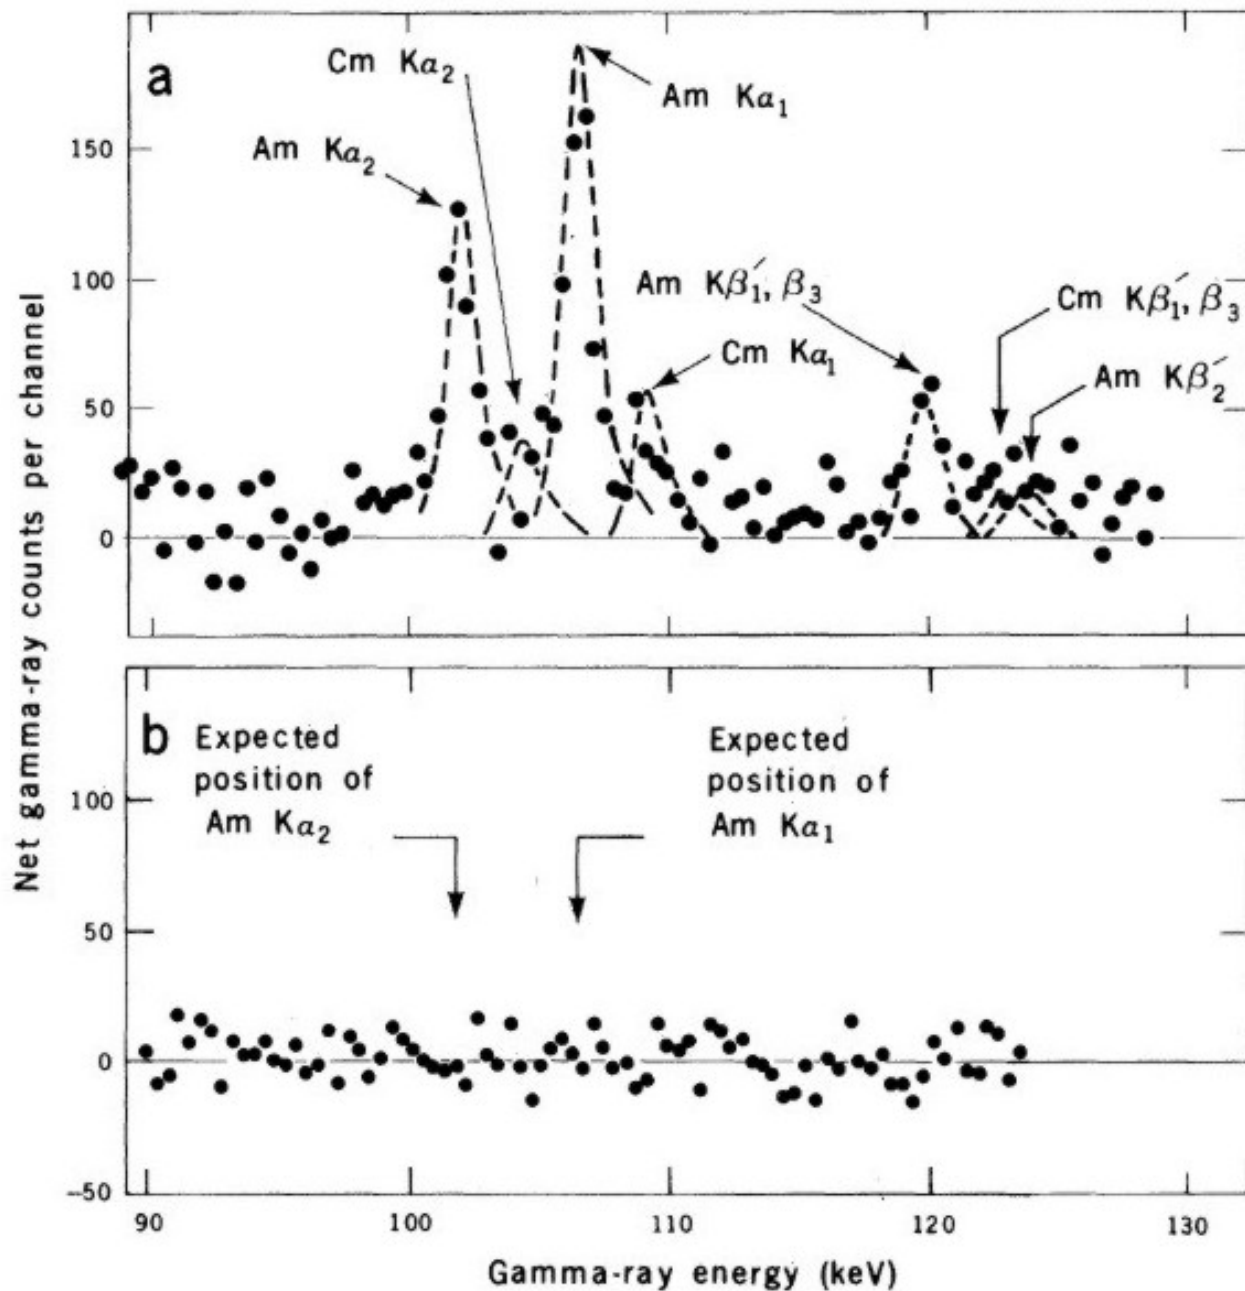 a
Cm Kα₂
Am Kα₁
Am Kα₂
Am Kβ₁′, β₃
Cm Kα₁
Cm Kβ₁′, β₃
Am Kβ₂′
150
100
50
0
Net gamma-ray counts per channel
b
Expected
position of
Am Kα₂
Expected
position of
Am Kα₁
100
50
0
-50
90
100
110
120
130
Gamma-ray energy (keV)